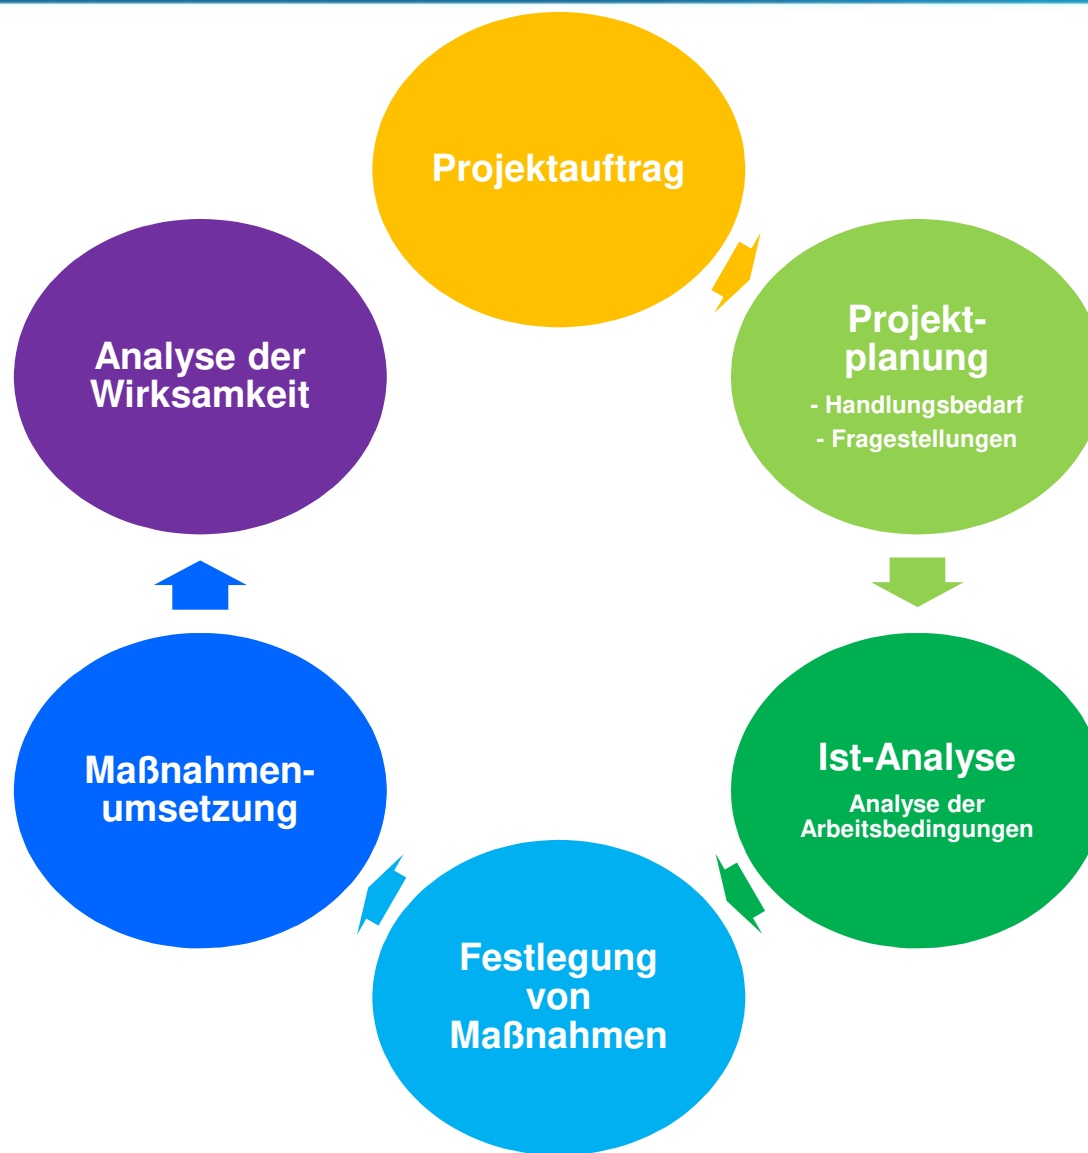 Projektauftrag
Projekt-
planung
- Handlungsbedarf
- Fragestellungen
Ist-Analyse
Analyse der
Arbeitsbedingungen
Festlegung
von
Maßnahmen
Maßnahmen-
umsetzung
Analyse der
Wirksamkeit